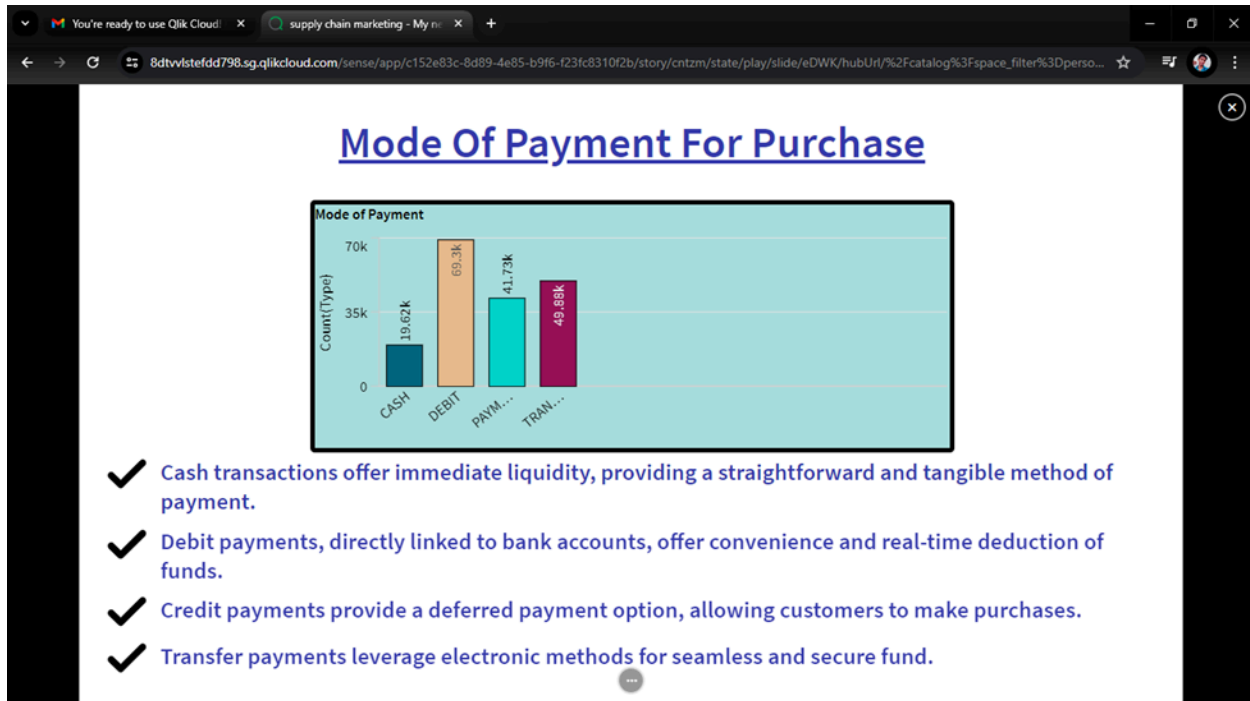 You're ready to use Qlik Cloud!
supply chain marketing - My ne
8dtvvlstefdd798.sg.qlikcloud.com/sense/app/c152e83c-8d89-4e85-b9f6-f23fc8310f2b/story/cntzm/state/play/slide/eDWK/hubUrl/%2Fcatalog%3Fspace_filter%3Dperso...
Mode Of Payment For Purchase
Mode of Payment
Count(Type)
70k
35k
0
19.62k
69.3k
41.73k
49.88k
CASH
DEBIT
PAYM...
TRAN...
Cash transactions offer immediate liquidity, providing a straightforward and tangible method of
payment.
Debit payments, directly linked to bank accounts, offer convenience and real-time deduction of
funds.
Credit payments provide a deferred payment option, allowing customers to make purchases.
Transfer payments leverage electronic methods for seamless and secure fund.